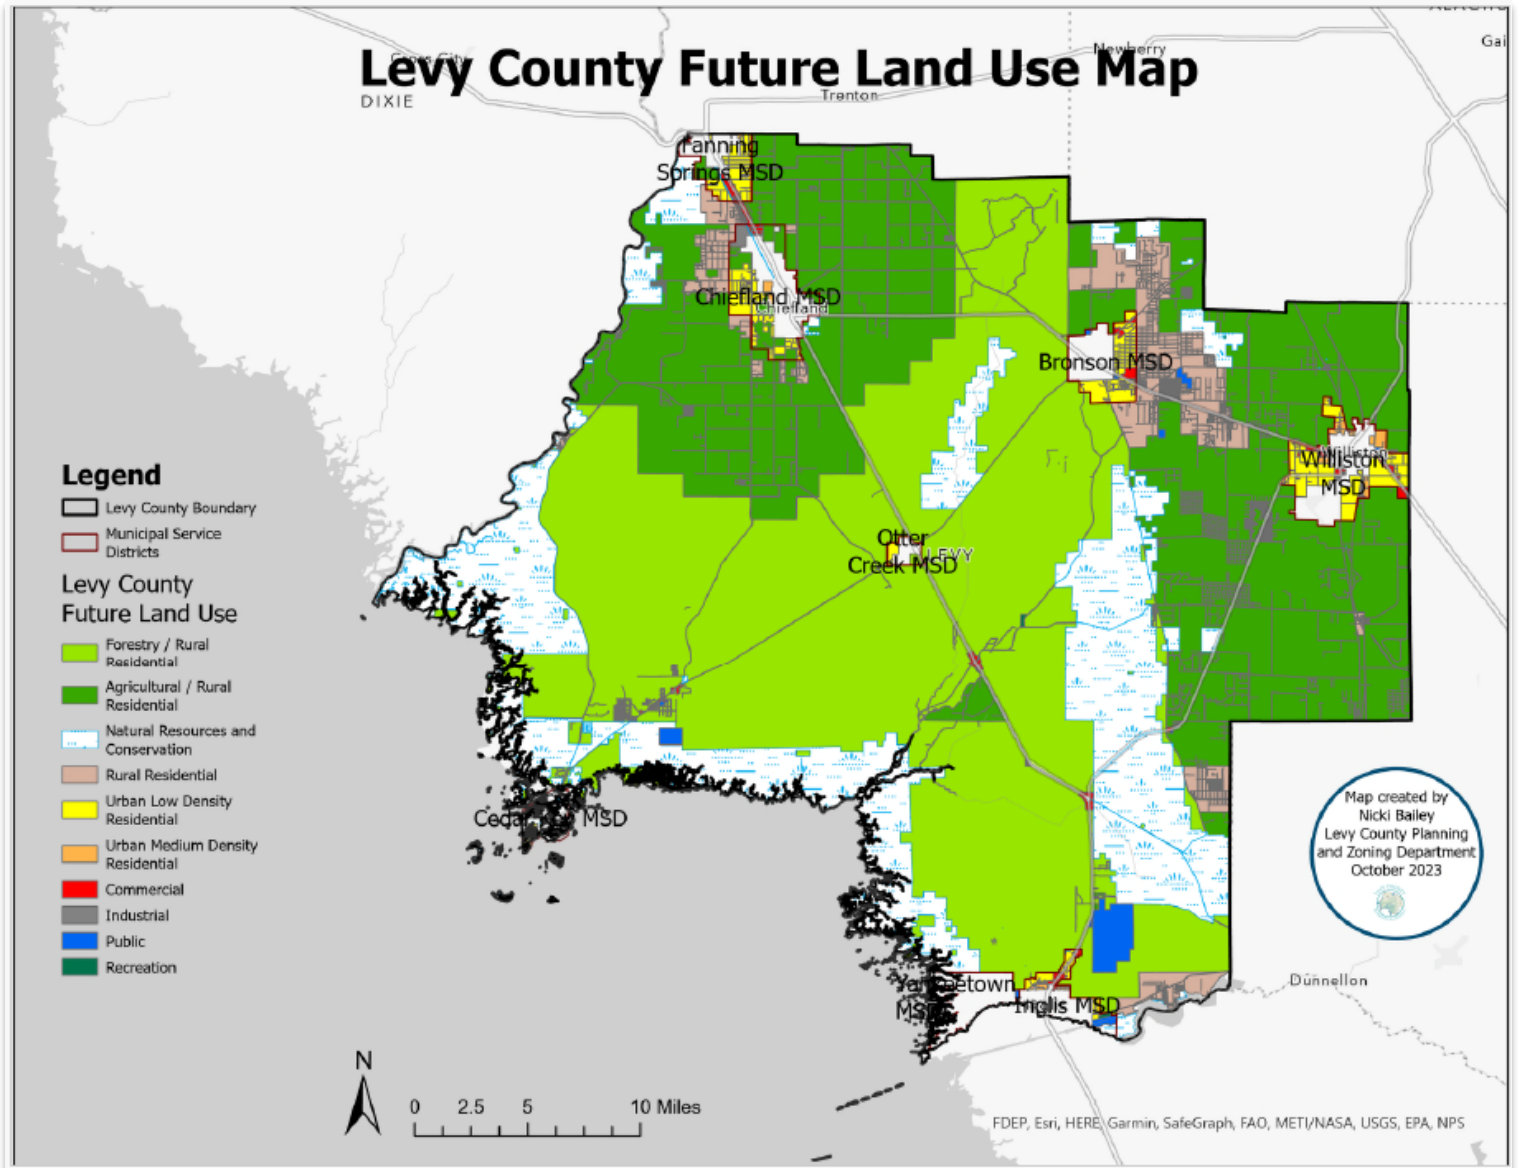 Levy County Future Land Use Map
Newberry
Gai
DIXIE
Trenton
Fanning
Springs MSD
Chiefland MSD
Chiefland
Bronson MSD
Williston
Williston
MSD
Otter
Creek MSD
LEVY
Legend
Levy County Boundary
Municipal Service
Districts
Levy County
Future Land Use
Forestry / Rural
Residential
Agricultural / Rural
Residential
Natural Resources and
Conservation
Rural Residential
Urban Low Density
Residential
Urban Medium Density
Residential
Commercial
Industrial
Public
Recreation
Cedar MSD
Map created by
Nicki Bailey
Levy County Planning
and Zoning Department
October 2023
Yankeetown
MSD
Inglis MSD
Dunnellon
N
0 2.5 5 10 Miles
FDEP, Esri, HERE, Garmin, SafeGraph, FAO, METI/NASA, USGS, EPA, NPS